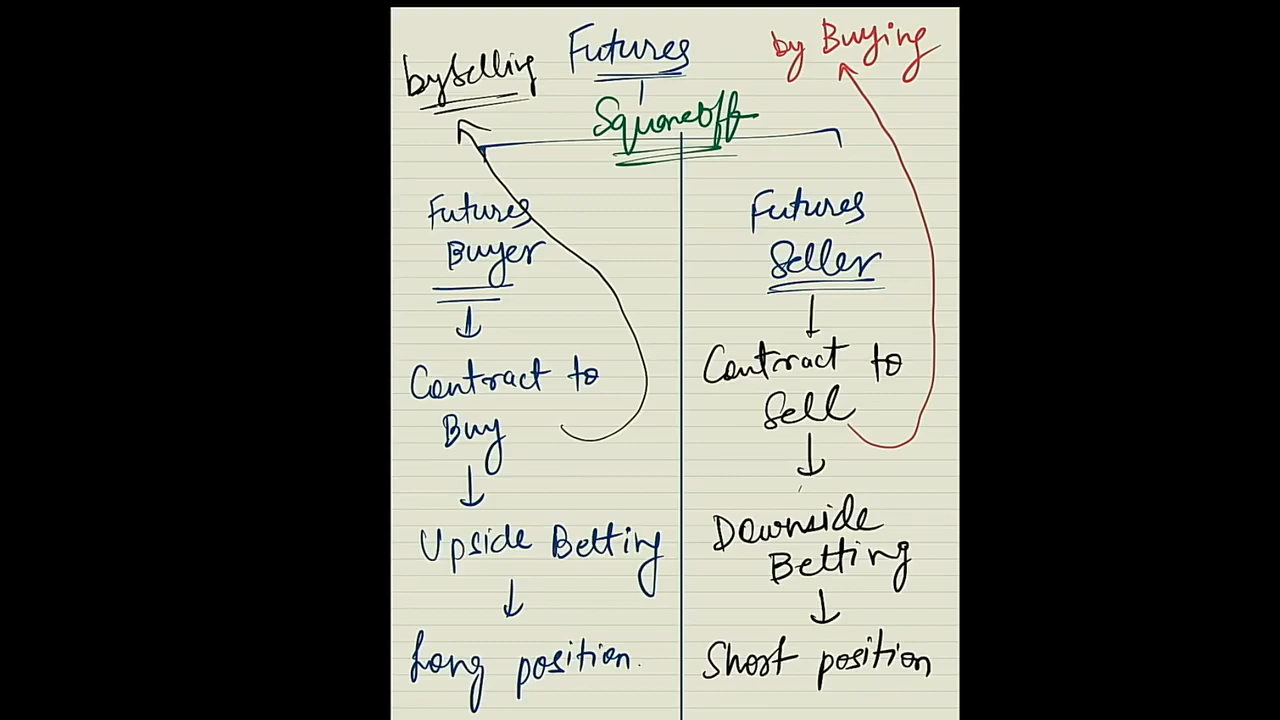 by selling
Futures
by Buying
Squareoff
Futures
Buyer
Contract to
Buy
Upside Betting
Long position.
Futures
Seller
Contract to
Sell
Downside
Betting
Short position